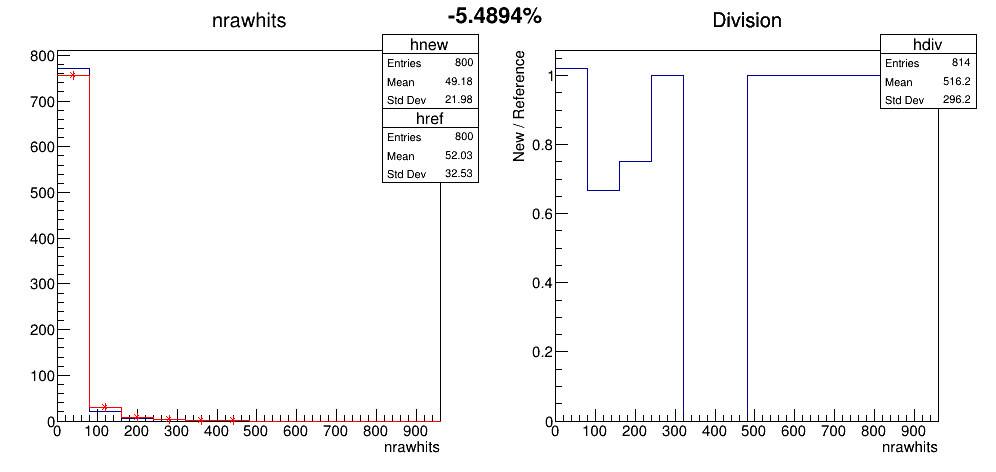 -5.4894%
nrawhits
hnew
Entries 800
Mean 49.18
Std Dev 21.98
href
Entries 800
Mean 52.03
Std Dev 32.53
800
700
600
500
400
300
200
100
0
0 100 200 300 400 500 600 700 800 900
nrawhits
Division
hdiv
Entries 814
Mean 516.2
Std Dev 296.2
New / Reference
1
0.8
0.6
0.4
0.2
0
0 100 200 300 400 500 600 700 800 900
nrawhits